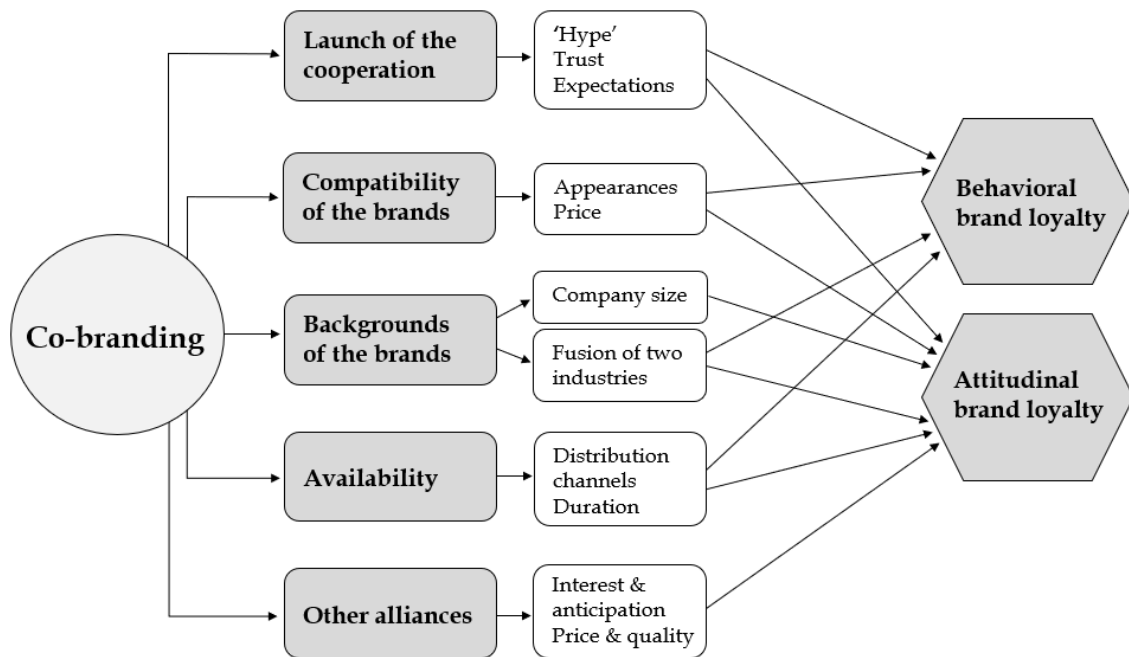 Co-branding
Launch of the
cooperation
‘Hype’
Trust
Expectations
Compatibility
of the brands
Appearances
Price
Backgrounds
of the brands
Company size
Fusion of two
industries
Availability
Distribution
channels
Duration
Other alliances
Interest &
anticipation
Price & quality
Behavioral
brand loyalty
Attitudinal
brand loyalty